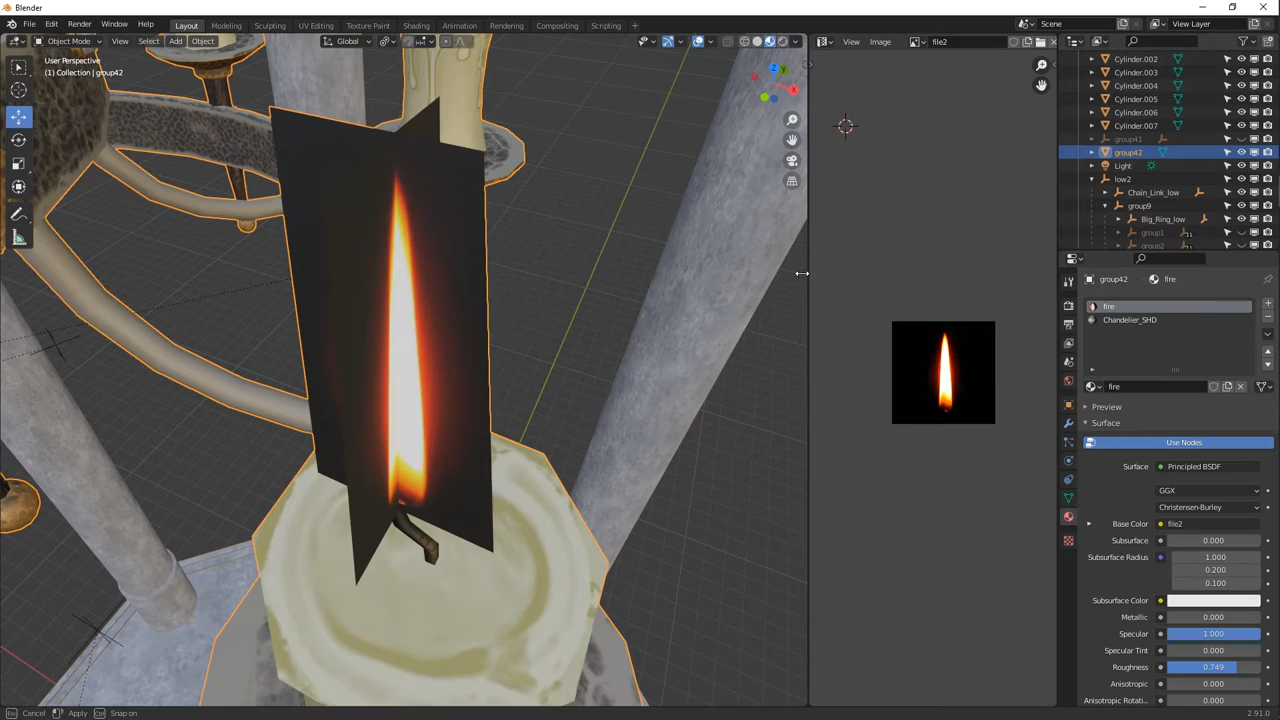 Blender
File Edit Render Window Help Layout Modeling Sculpting UV Editing Texture Paint Shading Animation Rendering Compositing Scripting + Scene View Layer
Object Mode View Select Add Object Global View Image file2
User Perspective
(1) Collection | group42
Z
Y
X
Cylinder.002
Cylinder.003
Cylinder.004
Cylinder.005
Cylinder.006
Cylinder.007
group41
group42
Light
low2
Chain_Link_low
group9
Big_Ring_low
group1 11
group2 11
group42 fire
fire
Chandelier_SHD
fire
Preview
Surface
Use Nodes
Surface Principled BSDF
GGX
Christensen-Burley
Base Color file2
Subsurface 0.000
Subsurface Radius 1.000
0.200
0.100
Subsurface Color
Metallic 0.000
Specular 1.000
Specular Tint 0.000
Roughness 0.749
Anisotropic 0.000
Anisotropic Rotati... 0.000
Cancel Apply Ctrl Snap on 2.91.0